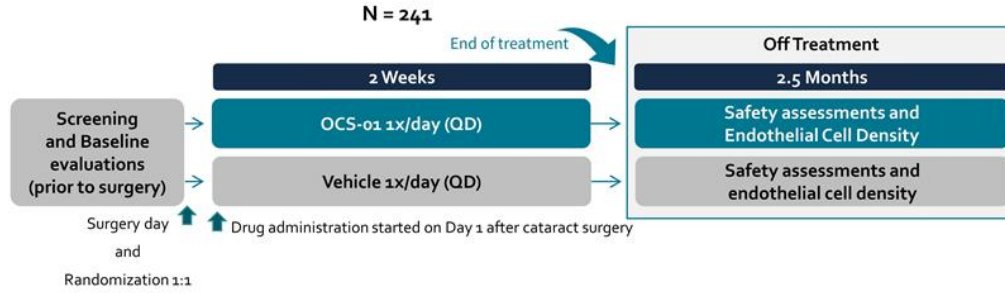 N = 241
End of treatment
Off Treatment
2 Weeks
2.5 Months
Screening
and Baseline
evaluations
(prior to surgery)
OCS-01 1x/day (QD)
Safety assessments and
Endothelial Cell Density
Vehicle 1x/day (QD)
Safety assessments and
endothelial cell density
Surgery day
and
Randomization 1:1
Drug administration started on Day 1 after cataract surgery